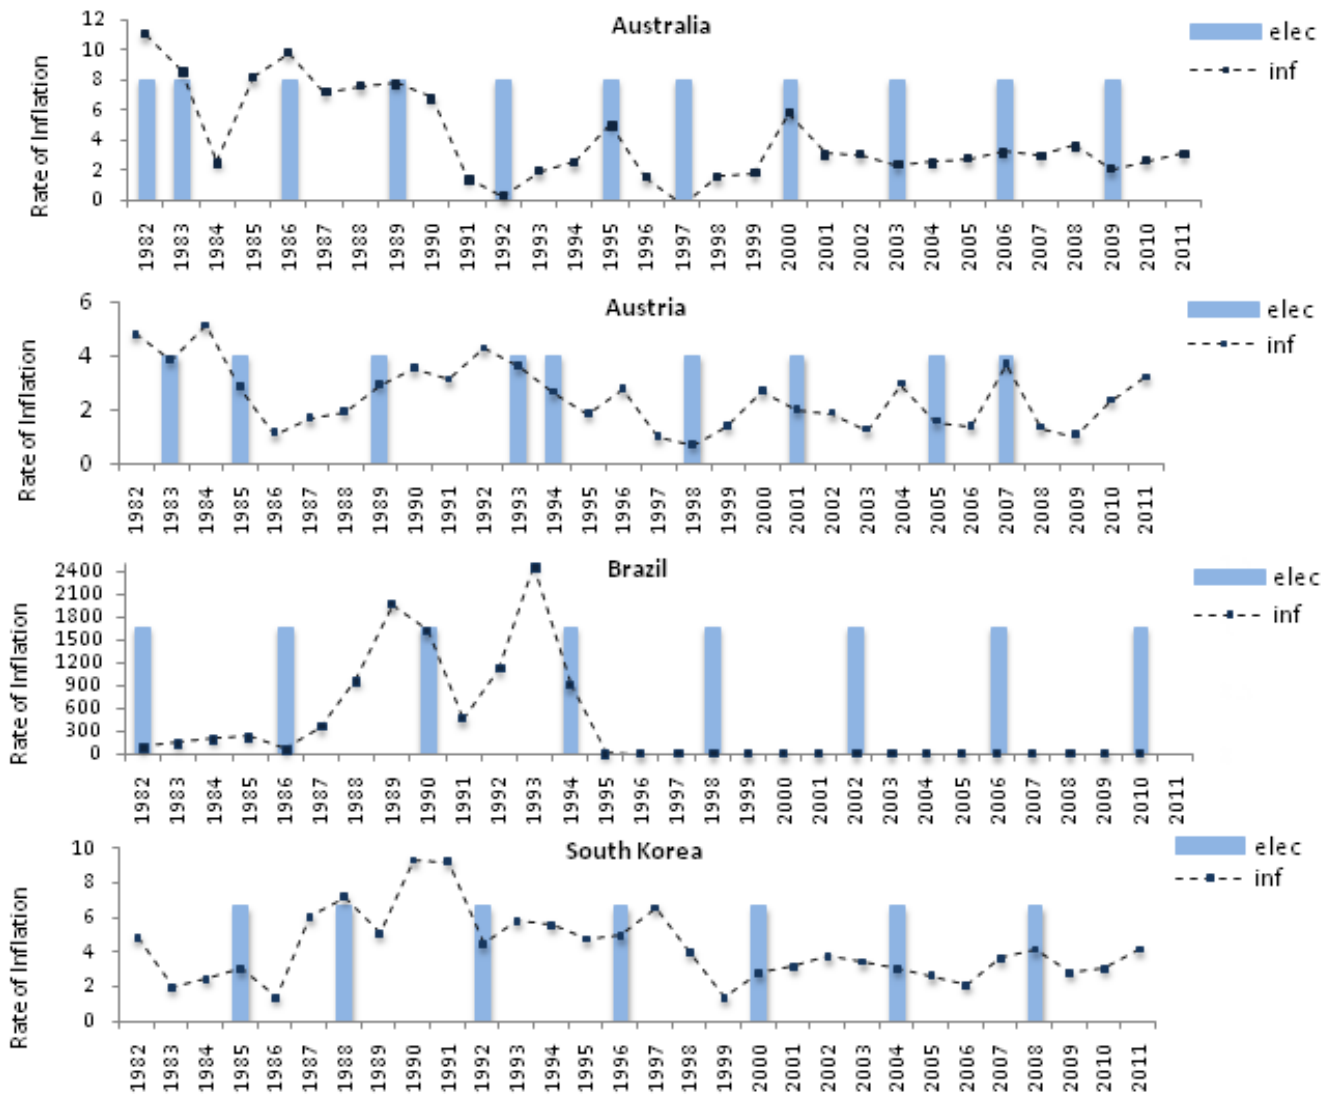 Australia
elec
inf
Rate of Inflation
12
10
8
6
4
2
0
1982 1983 1984 1985 1986 1987 1988 1989 1990 1991 1992 1993 1994 1995 1996 1997 1998 1999 2000 2001 2002 2003 2004 2005 2006 2007 2008 2009 2010 2011
Austria
elec
inf
Rate of Inflation
6
4
2
0
1982 1983 1984 1985 1986 1987 1988 1989 1990 1991 1992 1993 1994 1995 1996 1997 1998 1999 2000 2001 2002 2003 2004 2005 2006 2007 2008 2009 2010 2011
Brazil
elec
inf
Rate of Inflation
2400
2100
1800
1500
1200
900
600
300
0
1982 1983 1984 1985 1986 1987 1988 1989 1990 1991 1992 1993 1994 1995 1996 1997 1998 1999 2000 2001 2002 2003 2004 2005 2006 2007 2008 2009 2010 2011
South Korea
elec
inf
Rate of Inflation
10
8
6
4
2
0
1982 1983 1984 1985 1986 1987 1988 1989 1990 1991 1992 1993 1994 1995 1996 1997 1998 1999 2000 2001 2002 2003 2004 2005 2006 2007 2008 2009 2010 2011